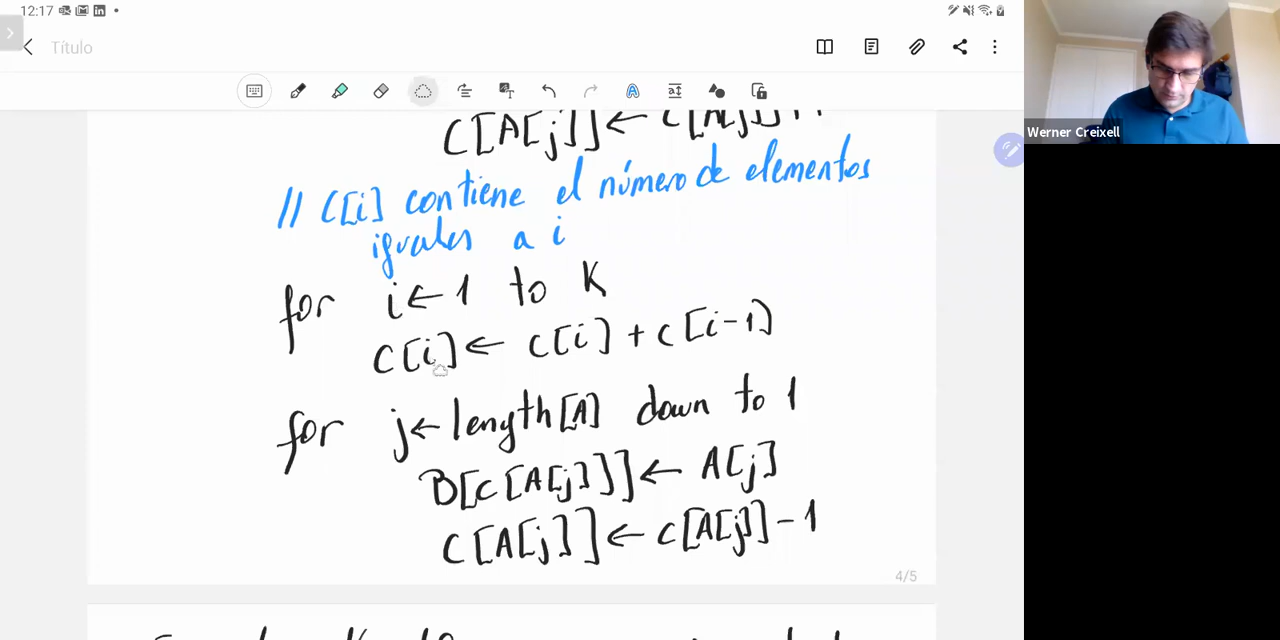 12:17
Título
C[A[j]] ← C[A[j]]+1
// C[i] contiene el número de elementos
iguales a i
for i ← 1 to K
C[i] ← C[i] + C[i-1]
for j ← length[A] down to 1
B[C[A[j]]] ← A[j]
C[A[j]] ← C[A[j]] - 1
4/5
Werner Creixell